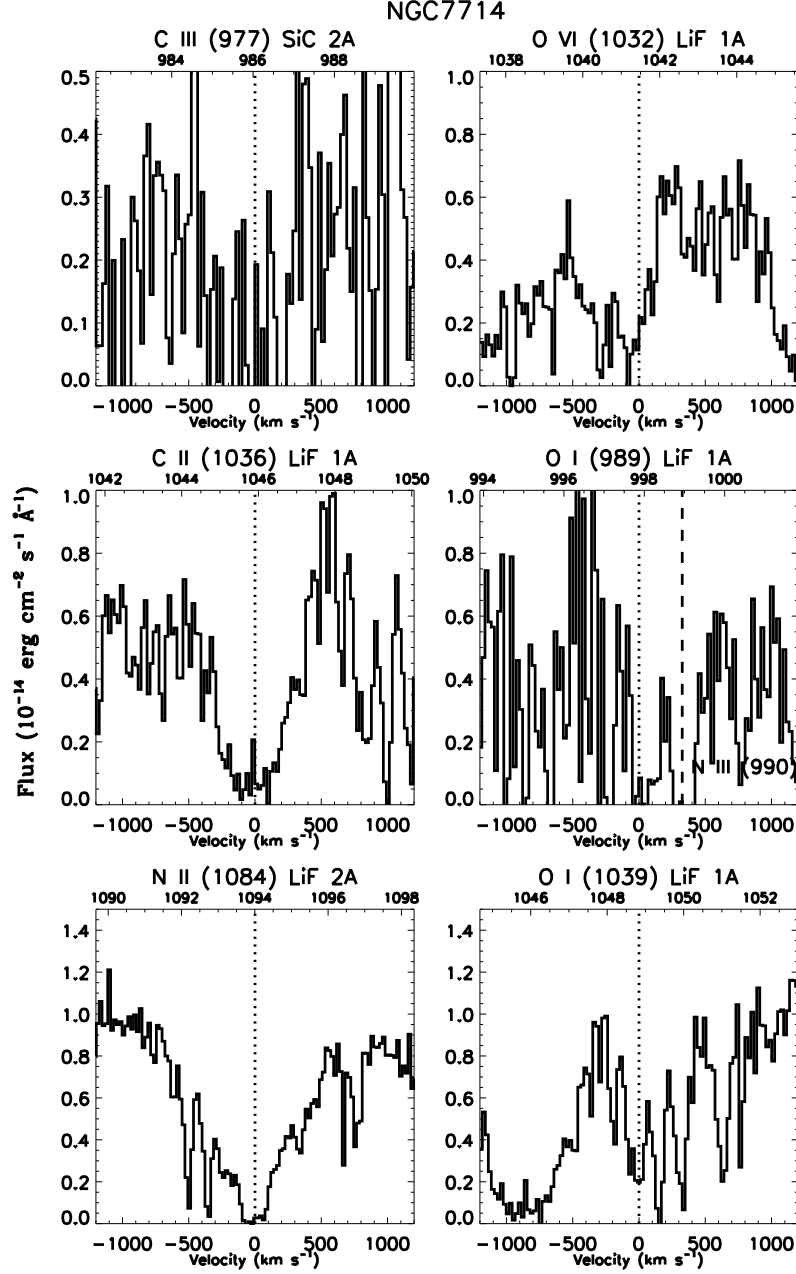 NGC7714
C III (977) SiC 2A
O VI (1032) LiF 1A
984 986 988
1038 1040 1042 1044
0.5
0.4
0.3
0.2
0.1
0.0
1.0
0.8
0.6
0.4
0.2
0.0
−1000 −500 0 500 1000
−1000 −500 0 500 1000
Velocity (km s⁻¹)
Velocity (km s⁻¹)
C II (1036) LiF 1A
O I (989) LiF 1A
1042 1044 1046 1048 1050
994 996 998 1000
Flux (10⁻¹⁴ erg cm⁻² s⁻¹ Å⁻¹)
1.0
0.8
0.6
0.4
0.2
0.0
1.0
0.8
0.6
0.4
0.2
0.0
N III (990)
−1000 −500 0 500 1000
−1000 −500 0 500 1000
Velocity (km s⁻¹)
Velocity (km s⁻¹)
N II (1084) LiF 2A
O I (1039) LiF 1A
1090 1092 1094 1096 1098
1046 1048 1050 1052
1.4
1.2
1.0
0.8
0.6
0.4
0.2
0.0
1.4
1.2
1.0
0.8
0.6
0.4
0.2
0.0
−1000 −500 0 500 1000
−1000 −500 0 500 1000
Velocity (km s⁻¹)
Velocity (km s⁻¹)